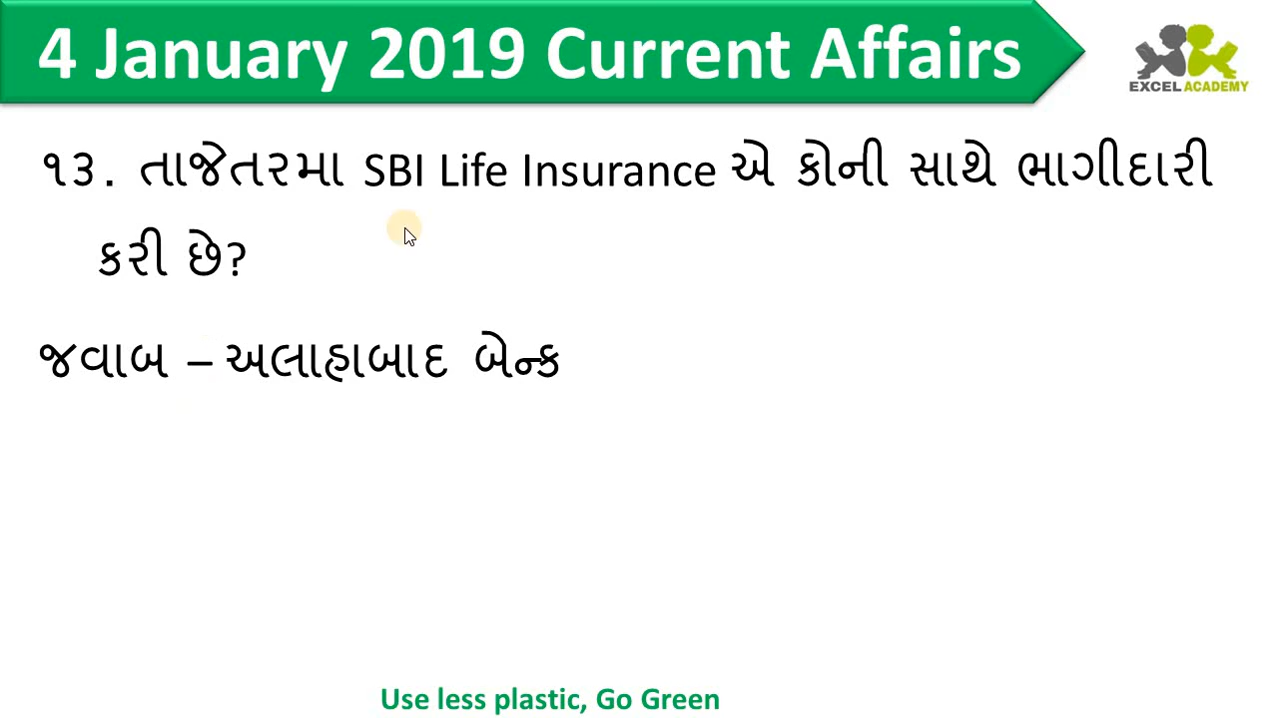 4 January 2019 Current Affairs
EXCEL ACADEMY
૧૩. તાજેતરમા SBI Life Insurance એ કોની સાથે ભાગીદારી
કરી છે?
જવાબ – અલાહાબાદ બેન્ક
Use less plastic, Go Green